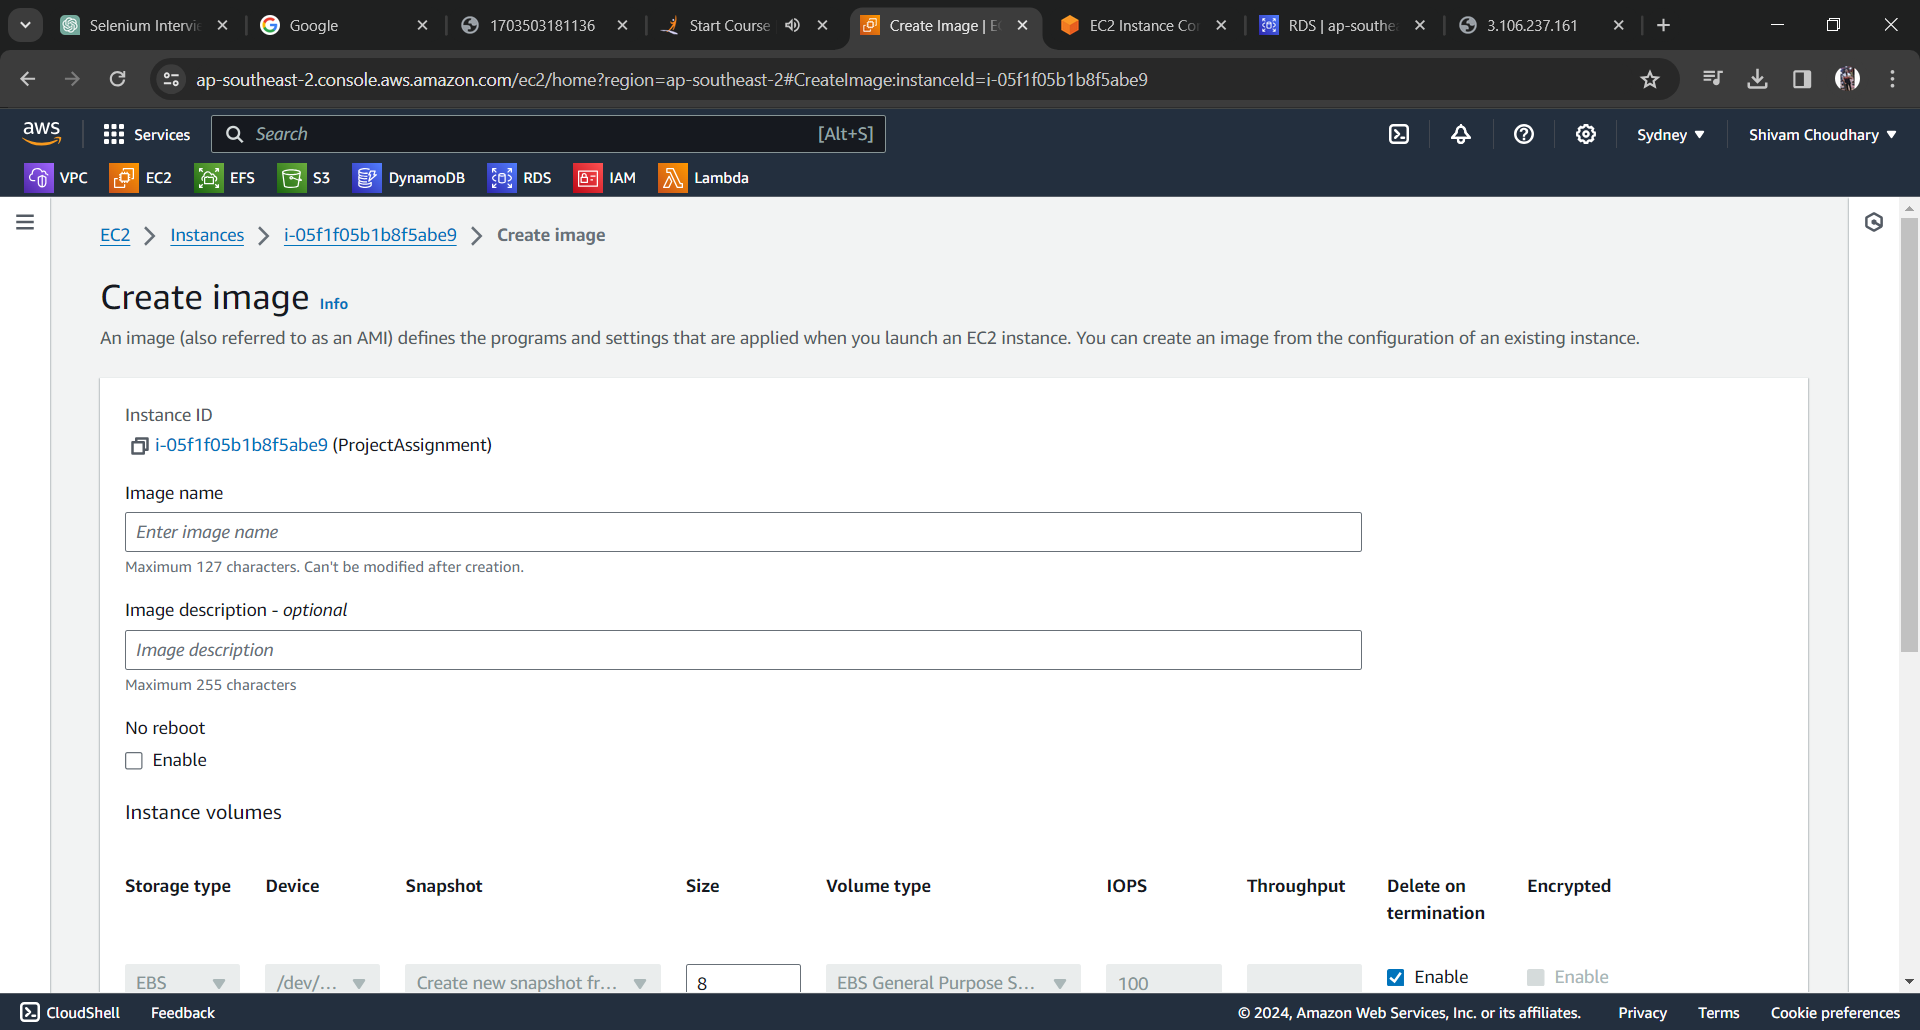 Selenium Intervie
Google
1703503181136
Start Course
Create Image | EC
EC2 Instance Con
RDS | ap-southea
3.106.237.161
ap-southeast-2.console.aws.amazon.com/ec2/home?region=ap-southeast-2#CreateImage:instanceId=i-05f1f05b1b8f5abe9
aws
Services
Search
[Alt+S]
Sydney
Shivam Choudhary
VPC
EC2
EFS
S3
DynamoDB
RDS
IAM
Lambda
EC2
Instances
i-05f1f05b1b8f5abe9
Create image
Create image Info
An image (also referred to as an AMI) defines the programs and settings that are applied when you launch an EC2 instance. You can create an image from the configuration of an existing instance.
Instance ID
i-05f1f05b1b8f5abe9 (ProjectAssignment)
Image name
Enter image name
Maximum 127 characters. Can't be modified after creation.
Image description - optional
Image description
Maximum 255 characters
No reboot
Enable
Instance volumes
Storage type
Device
Snapshot
Size
Volume type
IOPS
Throughput
Delete on
termination
Encrypted
EBS
/dev/...
Create new snapshot fr...
8
EBS General Purpose S...
100
Enable
Enable
CloudShell
Feedback
© 2024, Amazon Web Services, Inc. or its affiliates.
Privacy
Terms
Cookie preferences